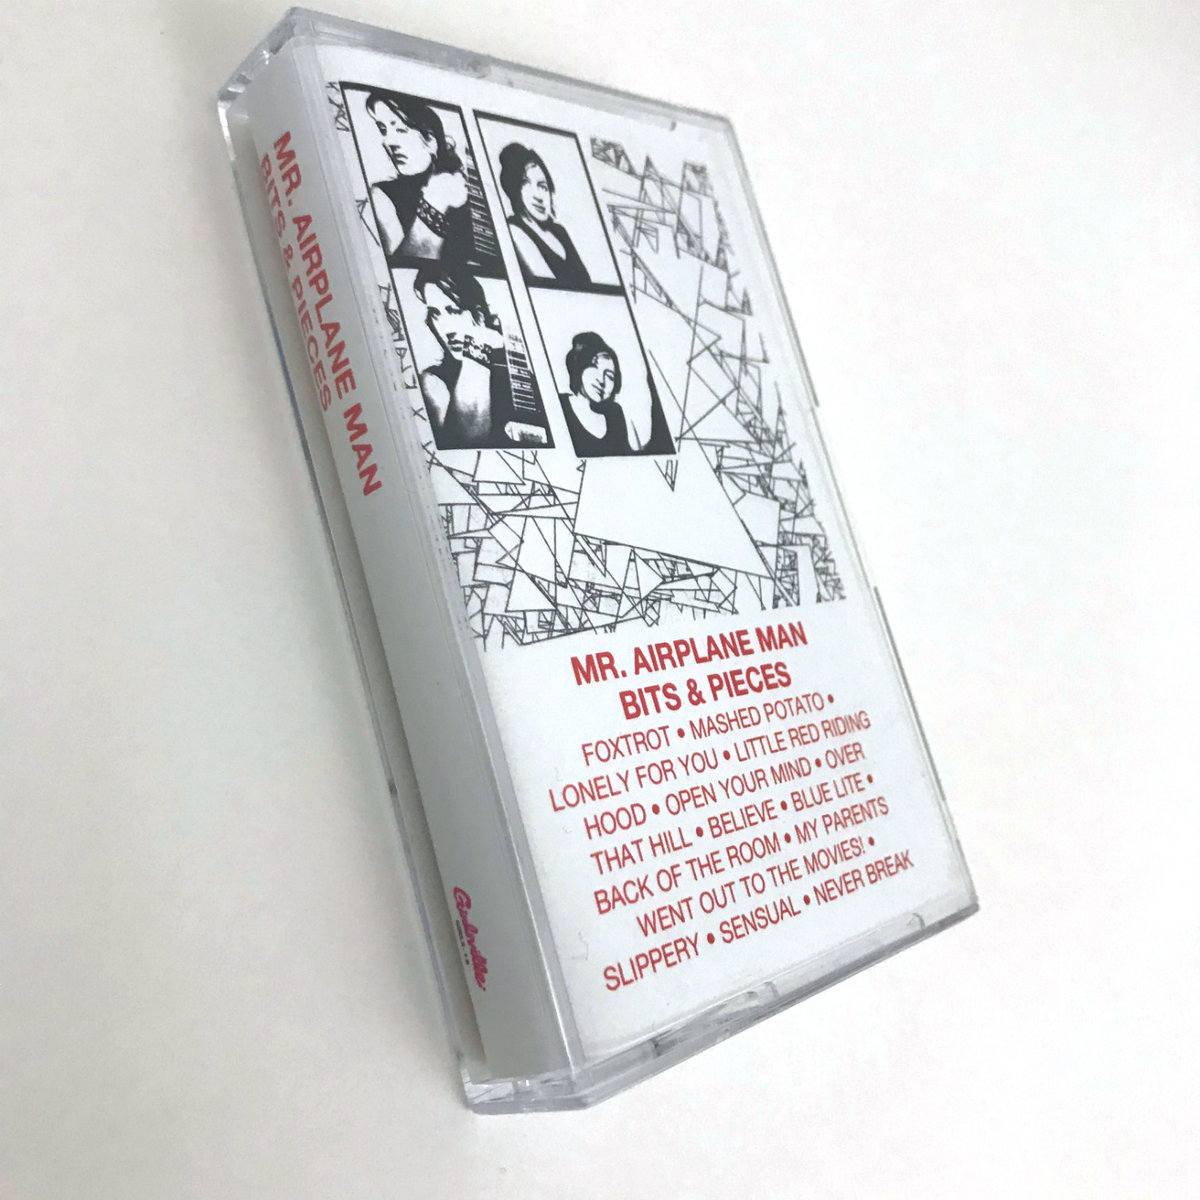 MR. AIRPLANE MAN
BITS & PIECES
Girlsville
MR. AIRPLANE MAN
BITS & PIECES
FOXTROT • MASHED POTATO •
LONELY FOR YOU • LITTLE RED RIDING
HOOD • OPEN YOUR MIND • OVER
THAT HILL • BELIEVE • BLUE LITE •
BACK OF THE ROOM • MY PARENTS
WENT OUT TO THE MOVIES! •
SLIPPERY • SENSUAL • NEVER BREAK